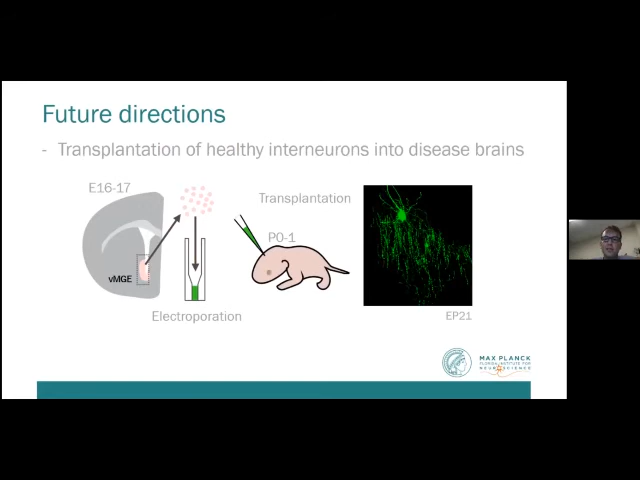 Future directions
- Transplantation of healthy interneurons into disease brains
E16-17
Transplantation
P0-1
vMGE
Electroporation
EP21
MAX PLANCK
FLORIDA INSTITUTE FOR
NEUROSCIENCE